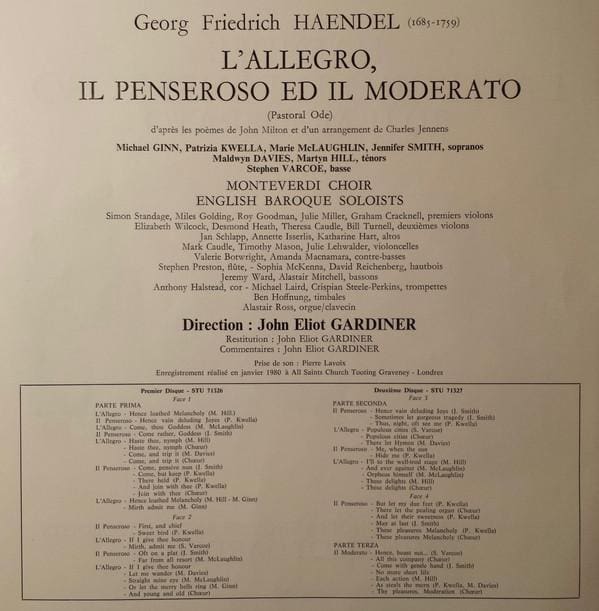 Georg Friedrich HAENDEL (1685-1759)
L'ALLEGRO,
IL PENSEROSO ED IL MODERATO
(Pastoral Ode)
d'après les poèmes de John Milton et d'un arrangement de Charles Jennens
Michael GINN, Patrizia KWELLA, Marie McLAUGHLIN, Jennifer SMITH, sopranos
Maldwyn DAVIES, Martyn HILL, ténors
Stephen VARCOE, basse
MONTEVERDI CHOIR
ENGLISH BAROQUE SOLOISTS
Simon Standage, Miles Golding, Roy Goodman, Julie Miller, Graham Cracknell, premiers violons
Elizabeth Wilcock, Desmond Heath, Theresa Caudle, Bill Turnell, deuxièmes violons
Jan Schlapp, Annette Isserlis, Katharine Hart, altos
Mark Caudle, Timothy Mason, Julie Lehwalder, violoncelles
Valerie Botwright, Amanda Macnamara, contre-basses
Stephen Preston, flûte, - Sophia McKenna, David Reichenberg, hautbois
Jeremy Ward, Alastair Mitchell, bassons
Anthony Halstead, cor - Michael Laird, Crispian Steele-Perkins, trompettes
Ben Hoffnung, timbales
Alastair Ross, orgue/clavecin
Direction : John Eliot GARDINER
Restitution : John Eliot GARDINER
Commentaires : John Eliot GARDINER
Prise de son : Pierre Lavoix
Enregistrement réalisé en janvier 1980 à All Saints Church Tooting Graveney - Londres
Premier Disque - STU 71326
Face 1
PARTE PRIMA
L'Allegro - Hence loathed Melancholy (M. Hill)
Il Penseroso - Hence vain deluding Joyes (P. Kwella)
L'Allegro - Come, thou Goddess (M. McLaughlin)
Il Penseroso - Come rather, Goddess (J. Smith)
L'Allegro - Haste thee, nymph (M. Hill)
- Haste thee, nymph (Chœur)
- Come, and trip it (M. Davies)
- Come, and trip it (Chœur)
Il Penseroso - Come, pensive nun (J. Smith)
- Come, but keep (P. Kwella)
- There held (P. Kwella)
- And join with thee (P. Kwella)
- Join with thee (Chœur)
L'Allegro - Hence loathed Melancholy (M. Hill - M. Ginn)
- Mirth admit me (M. Ginn)
Face 2
Il Penseroso - First, and chief
- Sweet bird (P. Kwella)
L'Allegro - If I give thee honour
- Mirth, admit me (S. Varcoe)
Il Penseroso - Oft on a plat (J. Smith)
- Far from all resort (M. McLaughlin)
L'Allegro - If I give thee honour
- Let me wander (M. Davies)
- Straight mine eye (M. McLaughlin)
- Or let the merry bells ring (M. Ginn)
- And young and old (Chœur)
Deuxième Disque - STU 71327
Face 3
PARTE SECONDA
Il Penseroso - Hence vain deluding Joys (J. Smith)
- Sometimes let gorgeous tragedy (J. Smith)
- Thus, night, oft see me (P. Kwella)
L'Allegro - Populous cities (S. Varcoe)
- Populous cities (Chœur)
- There let Hymen (M. Davies)
Il Penseroso - Me, when the sun
- Hide me (P. Kwella)
L'Allegro - I'll to the well-trod stage (M. Hill)
- And ever against (M. McLaughlin)
- Orpheus himself (M. McLaughlin)
- These delights (M. Hill)
- These delights (Chœur)
Face 4
Il Penseroso - But let my due feet (P. Kwella)
- There let the pealing organ (Chœur)
- And let their sweetness (P. Kwella)
- May at last (J. Smith)
- These pleasures Melancholy (P. Kwella)
- These pleasures Melancholy (Chœur)
PARTE TERZA
Il Moderato - Hence, boast not... (S. Varcoe)
- All this company (Chœur)
- Come with gentle hand (J. Smith)
- No more short life
- Each action (M. Hill)
- As steals the morn (P. Kwella, M. Davies)
- Thy pleasures, Moderation (Chœur)